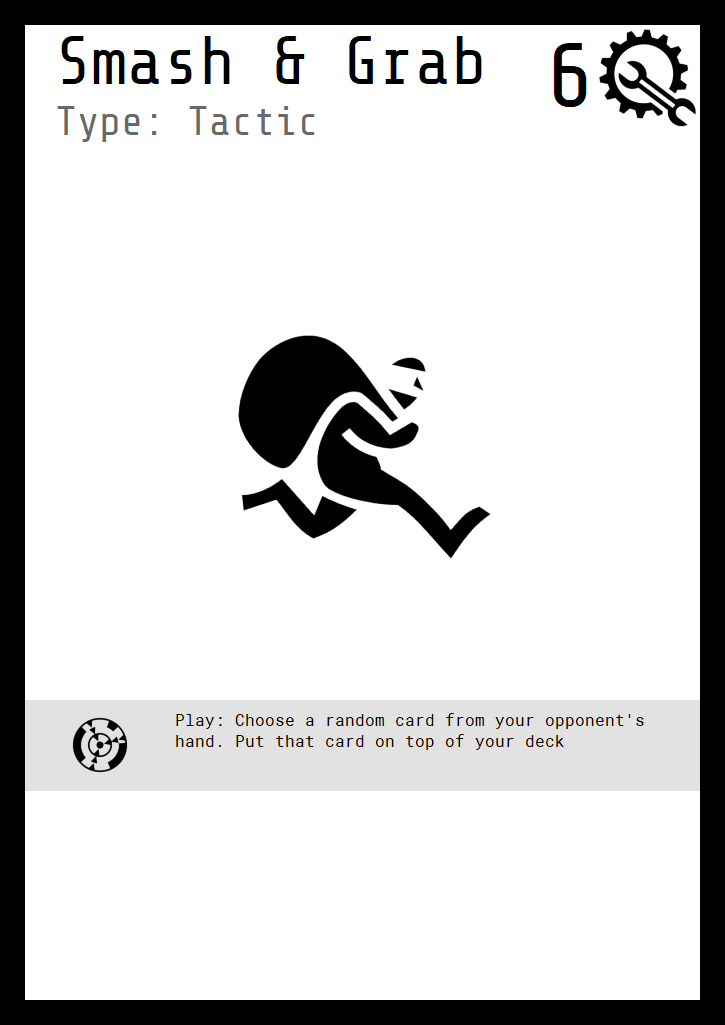 Smash & Grab
6
Type: Tactic
Play: Choose a random card from your opponent's
hand. Put that card on top of your deck